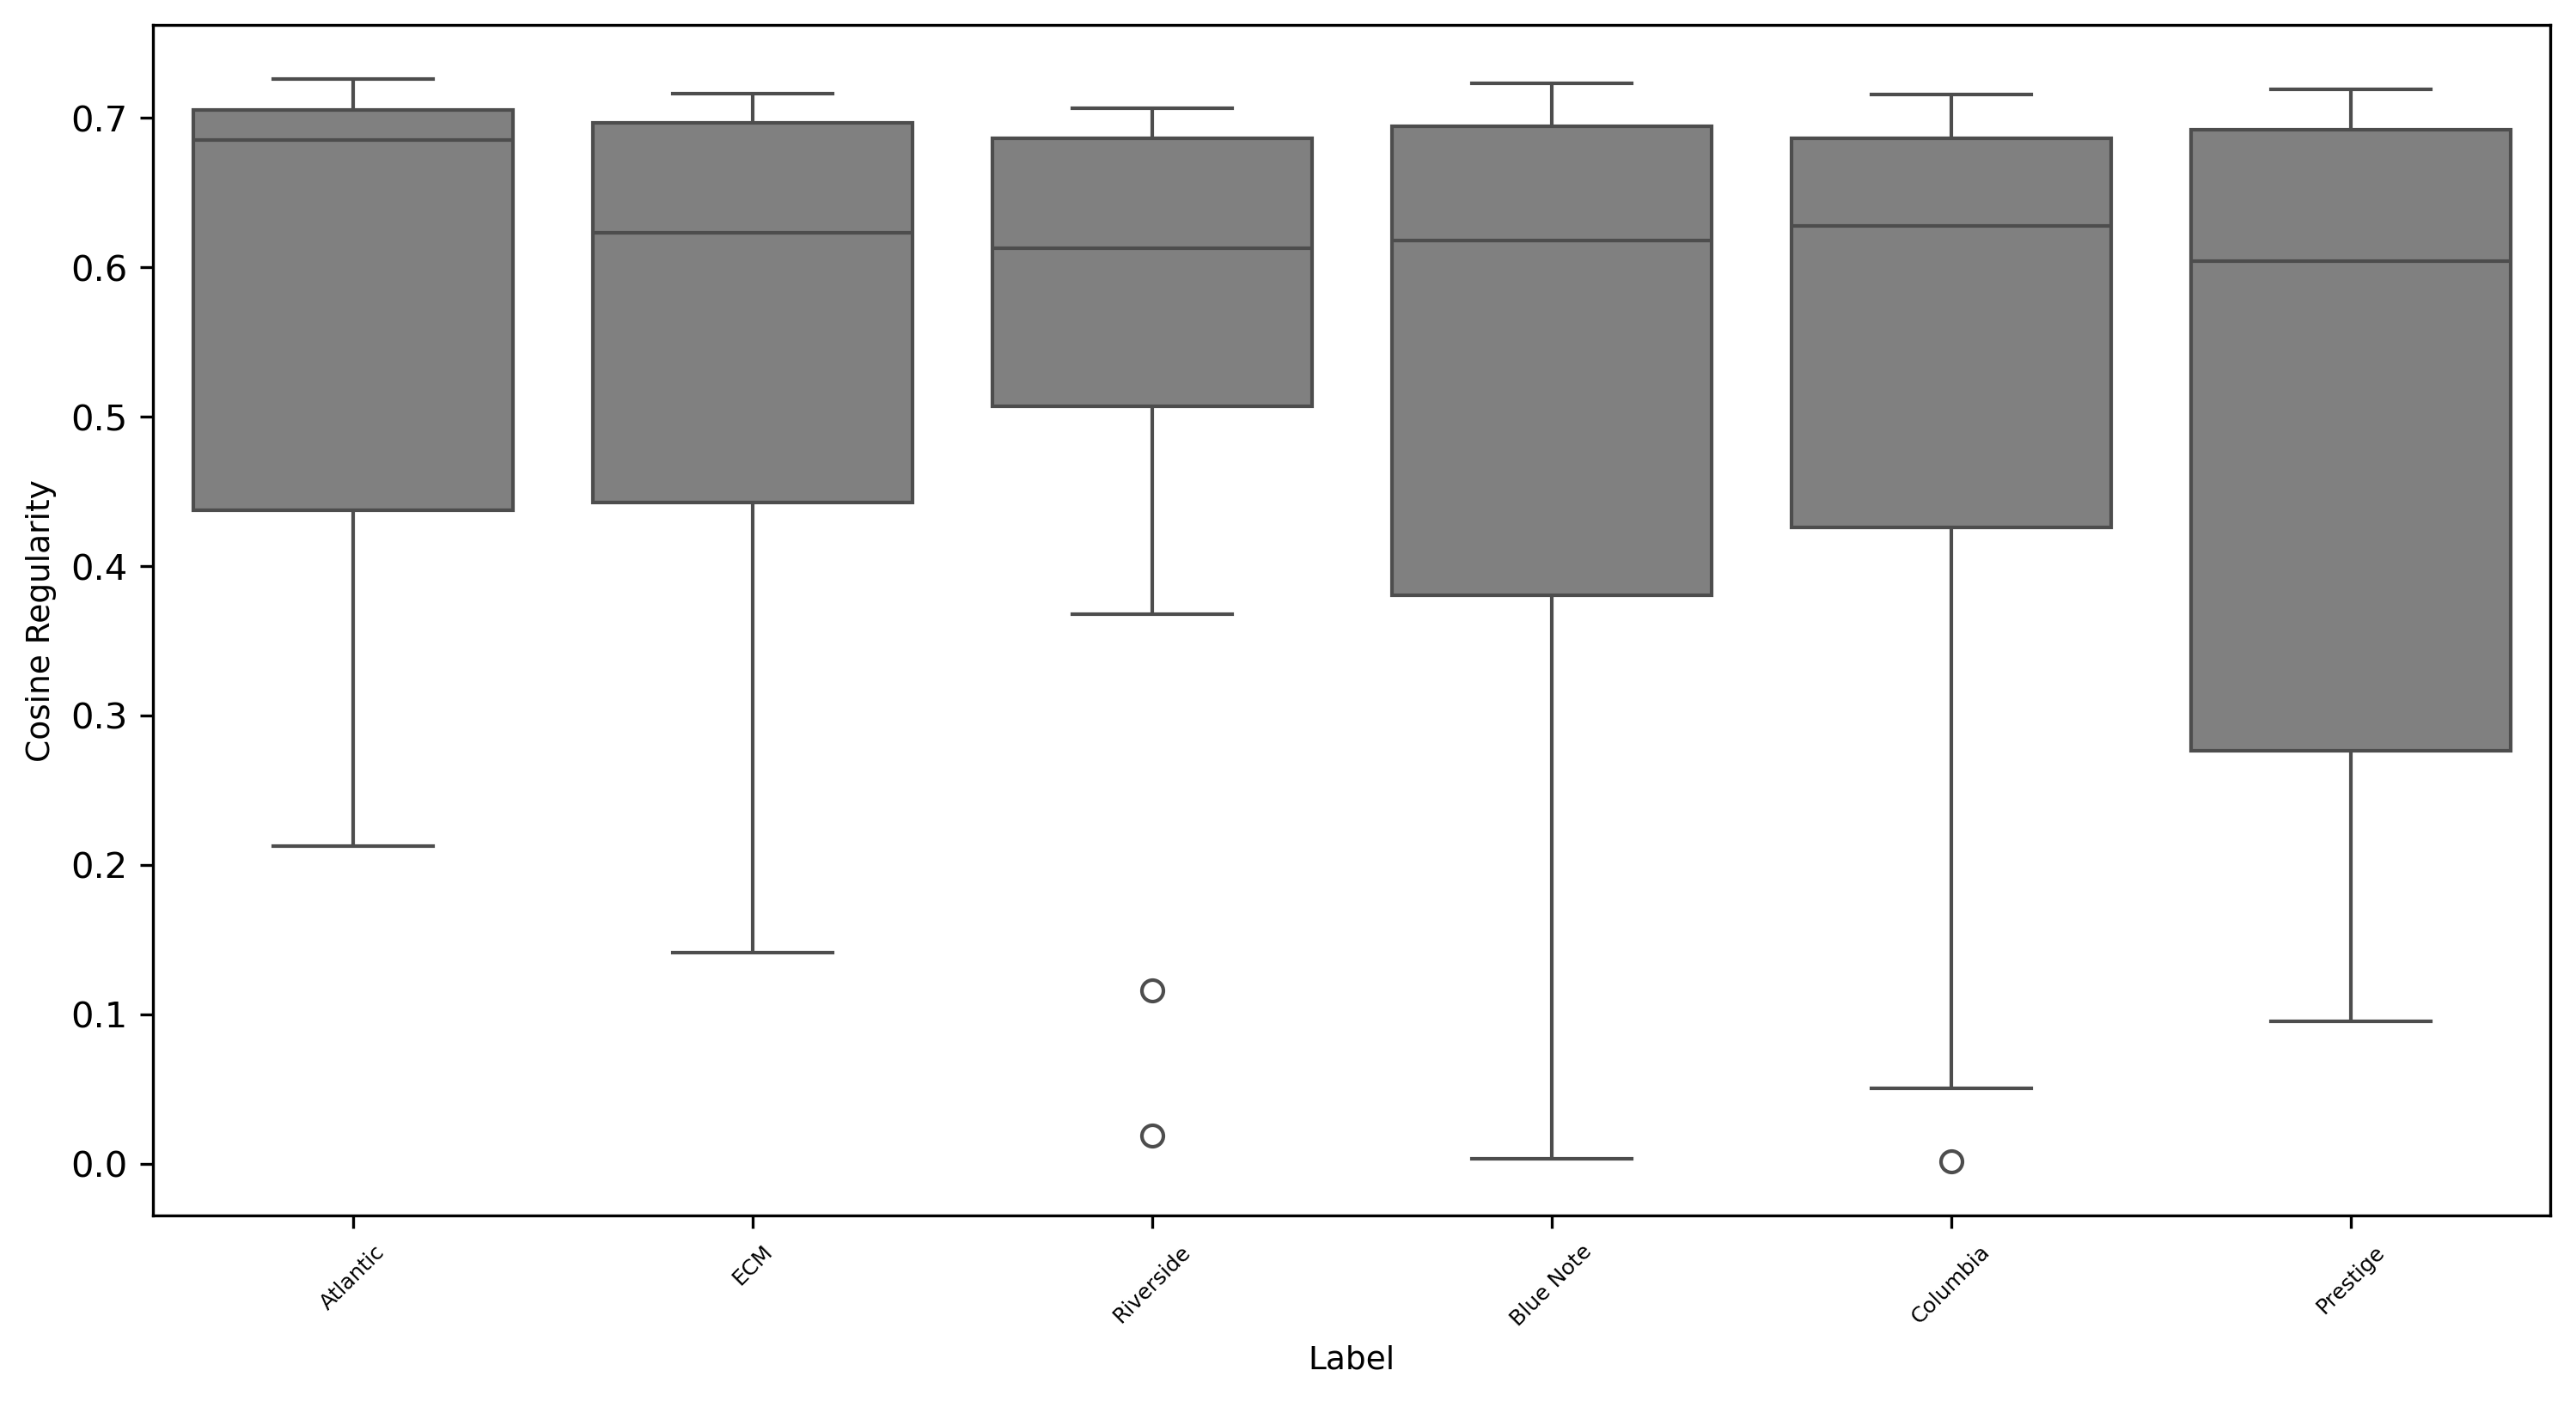 Cosine Regularity
0.7
0.6
0.5
0.4
0.3
0.2
0.1
0.0
Atlantic
ECM
Riverside
Blue Note
Columbia
Prestige
Label